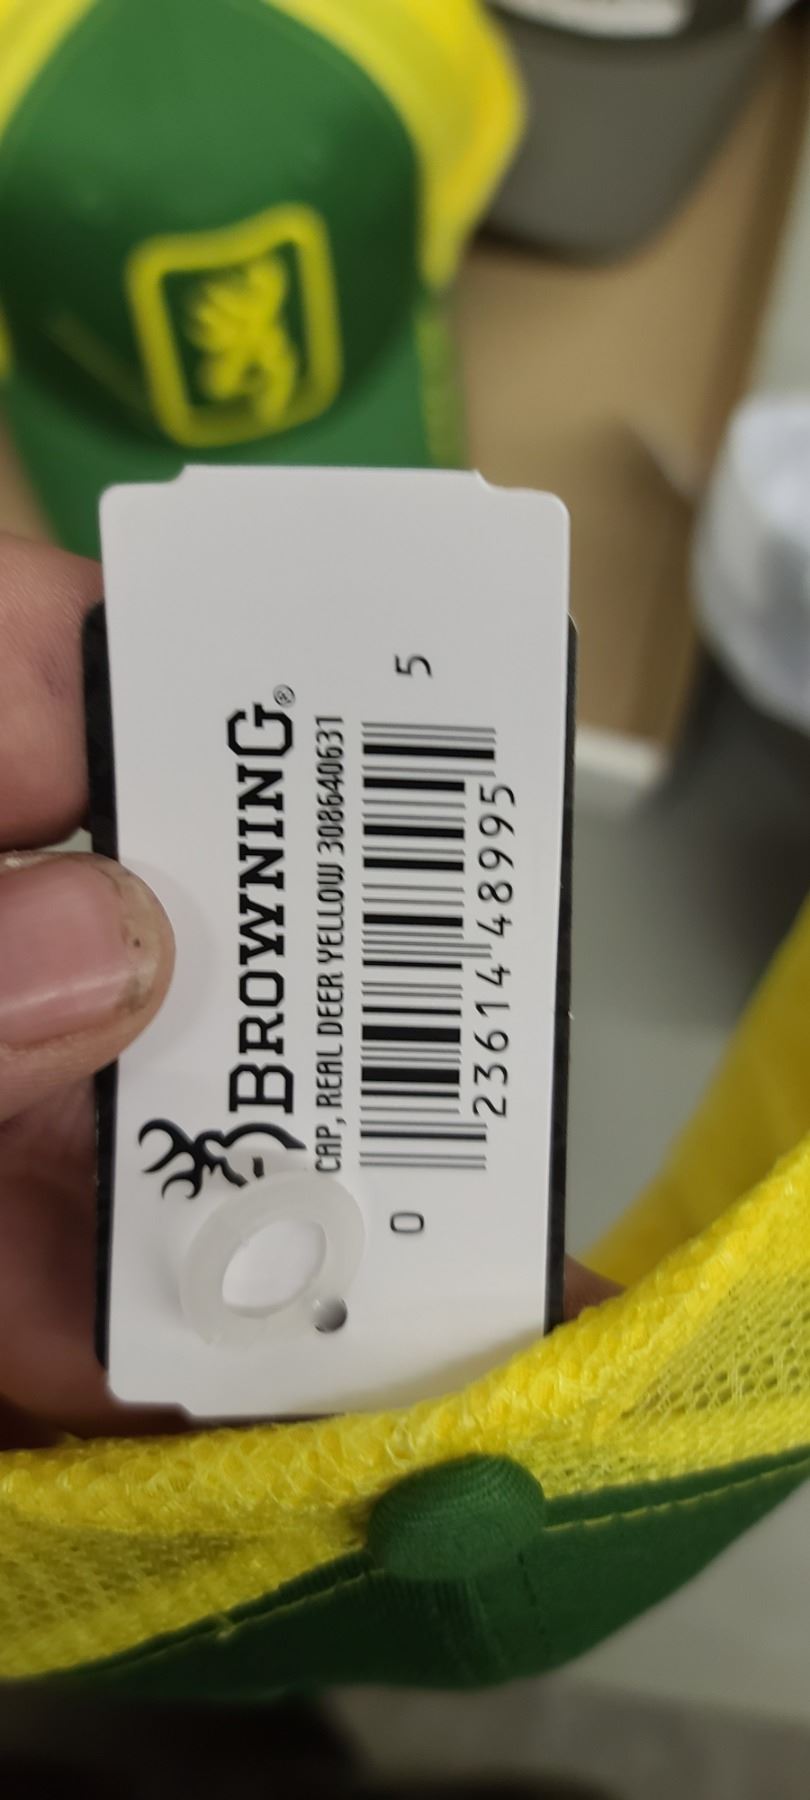 BROWNING®
CAP, REAL DEER YELLOW 308640631
0 23614 48995 5